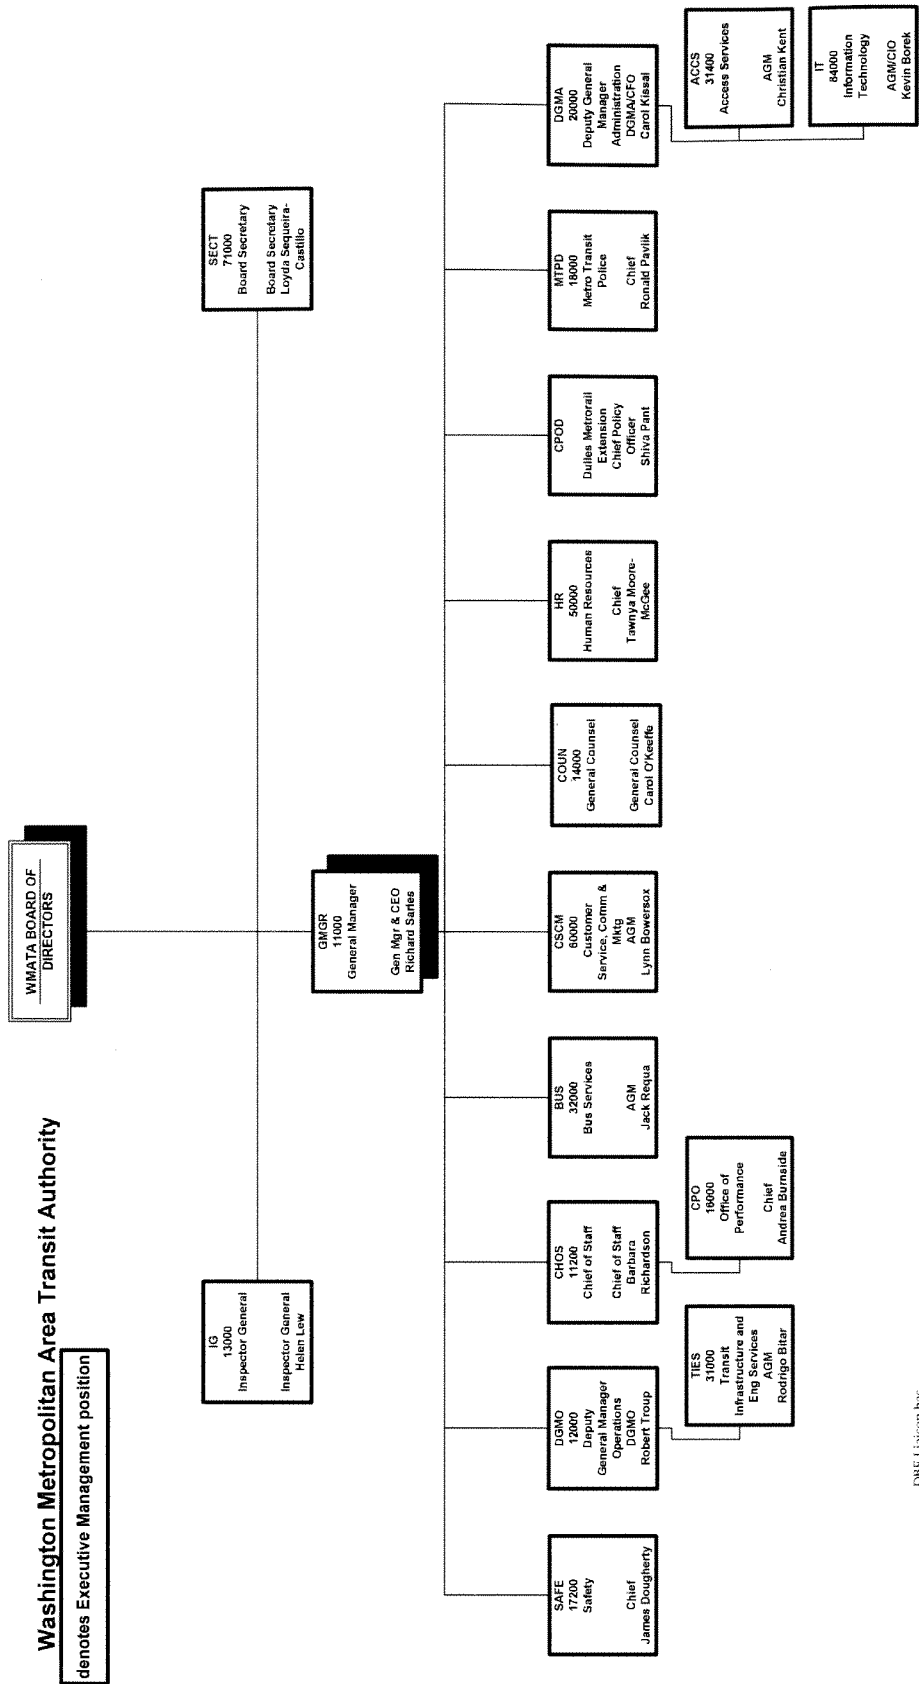 Washington Metropolitan Area Transit Authority
denotes Executive Management position
WMATA BOARD OF
DIRECTORS
IG
13000
Inspector General
Inspector General
Helen Lew
SECT
71000
Board Secretary
Board Secretary
Loyda Sequeira-
Castillo
GMGR
11000
General Manager
Gen Mgr & CEO
Richard Sarles
SAFE
17200
Safety
Chief
James Dougherty
DGMO
12000
Deputy
General Manager
Operations
DGMO
Robert Troup
CHOS
11200
Chief of Staff
Chief of Staff
Barbara
Richardson
BUS
32000
Bus Services
AGM
Jack Requa
CSCM
60000
Customer
Service, Comm &
Mktg
AGM
Lynn Bowersox
COUN
14000
General Counsel
General Counsel
Carol O'Keeffe
HR
50000
Human Resources
Chief
Tawnya Moore-
McGee
CPOD
Dulles Metrorail
Extension
Chief Policy
Officer
Shiva Pant
MTPD
18000
Metro Transit
Police
Chief
Ronald Pavlik
DGMA
20000
Deputy General
Manager
Administration
DGMA/CFO
Carol Kissal
TIES
31000
Transit
Infrastructure and
Eng Services
AGM
Rodrigo Bitar
CPO
16000
Office of
Performance
Chief
Andrea Burnside
ACCS
31400
Access Services
AGM
Christian Kent
IT
84000
Information
Technology
AGM/CIO
Kevin Borek
DBE Liaison has